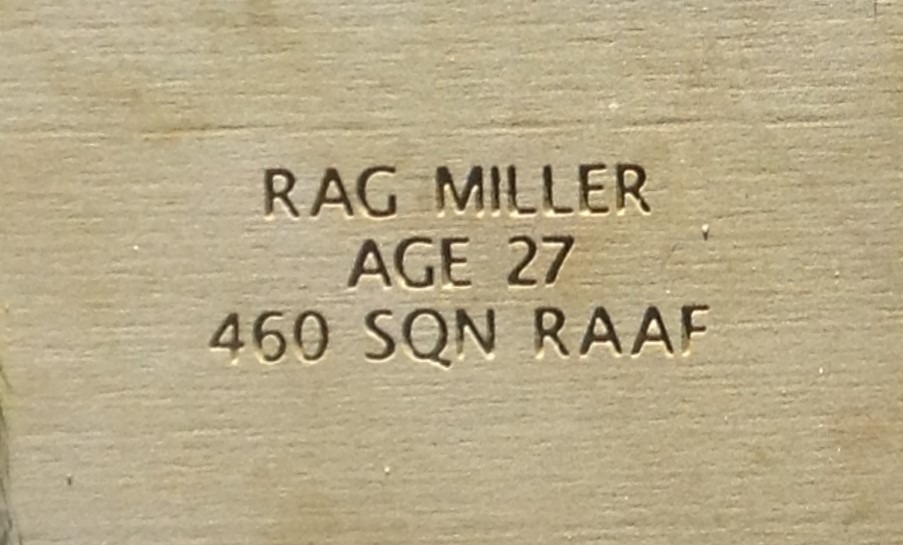 RAG MILLER
AGE 27
460 SQN RAAF